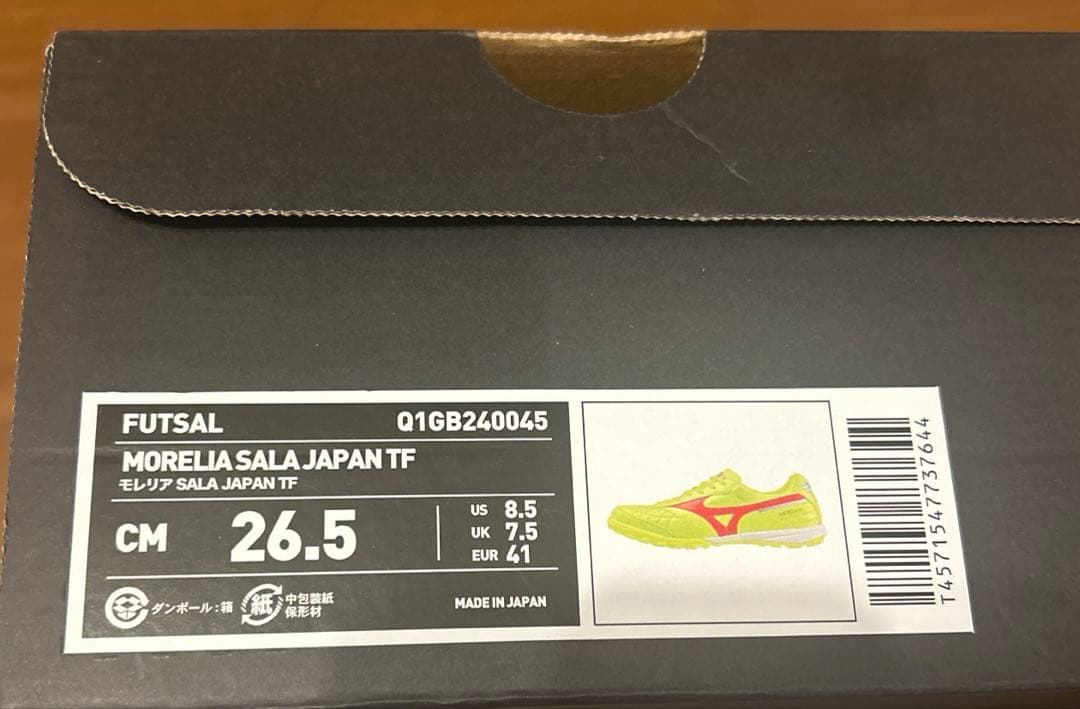 FUTSAL Q1GB240045
MORELIA SALA JAPAN TF
モレリア SALA JAPAN TF
CM 26.5
US 8.5
UK 7.5
EUR 41
ダンボール:箱
紙 中包装紙
保形材
MADE IN JAPAN
T4571547737644